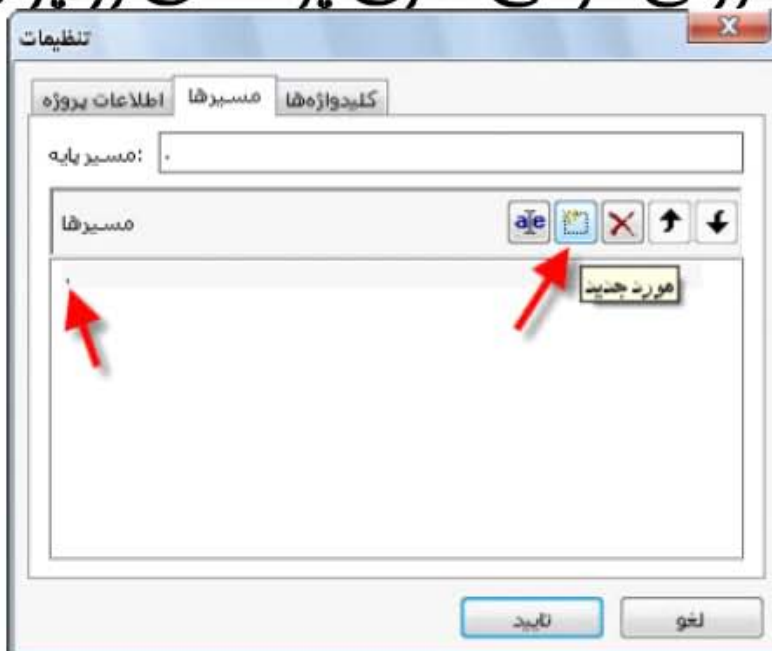 تنظیمات
اطلاعات پروژه مسیرها کلیدواژه‌ها
مسیر پایه: .
مسیرها
.
مورد جدید
تایید لغو